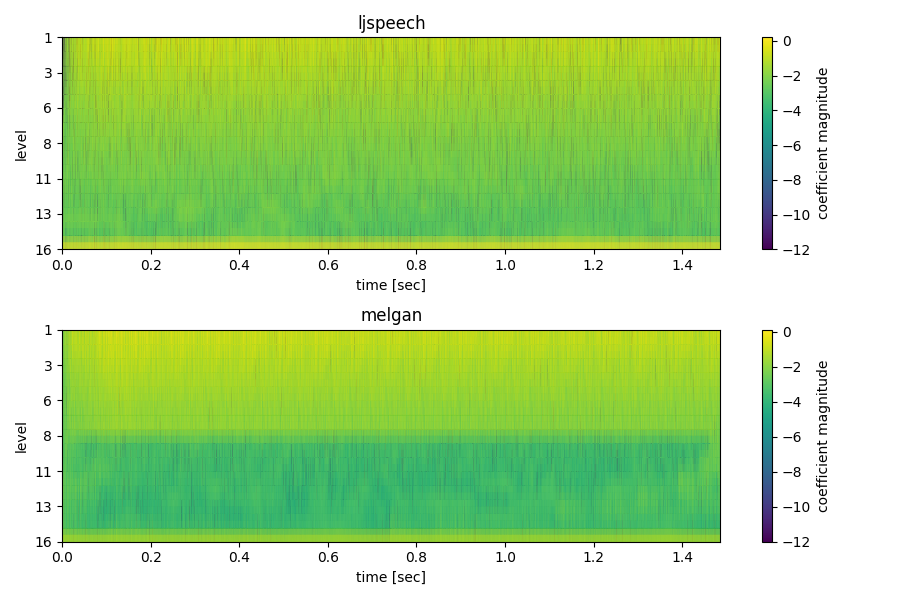 ljspeech
level
1
3
6
8
11
13
16
0.0 0.2 0.4 0.6 0.8 1.0 1.2 1.4
time [sec]
0
−2
−4
−6
−8
−10
−12
coefficient magnitude
melgan
level
1
3
6
8
11
13
16
0.0 0.2 0.4 0.6 0.8 1.0 1.2 1.4
time [sec]
0
−2
−4
−6
−8
−10
−12
coefficient magnitude